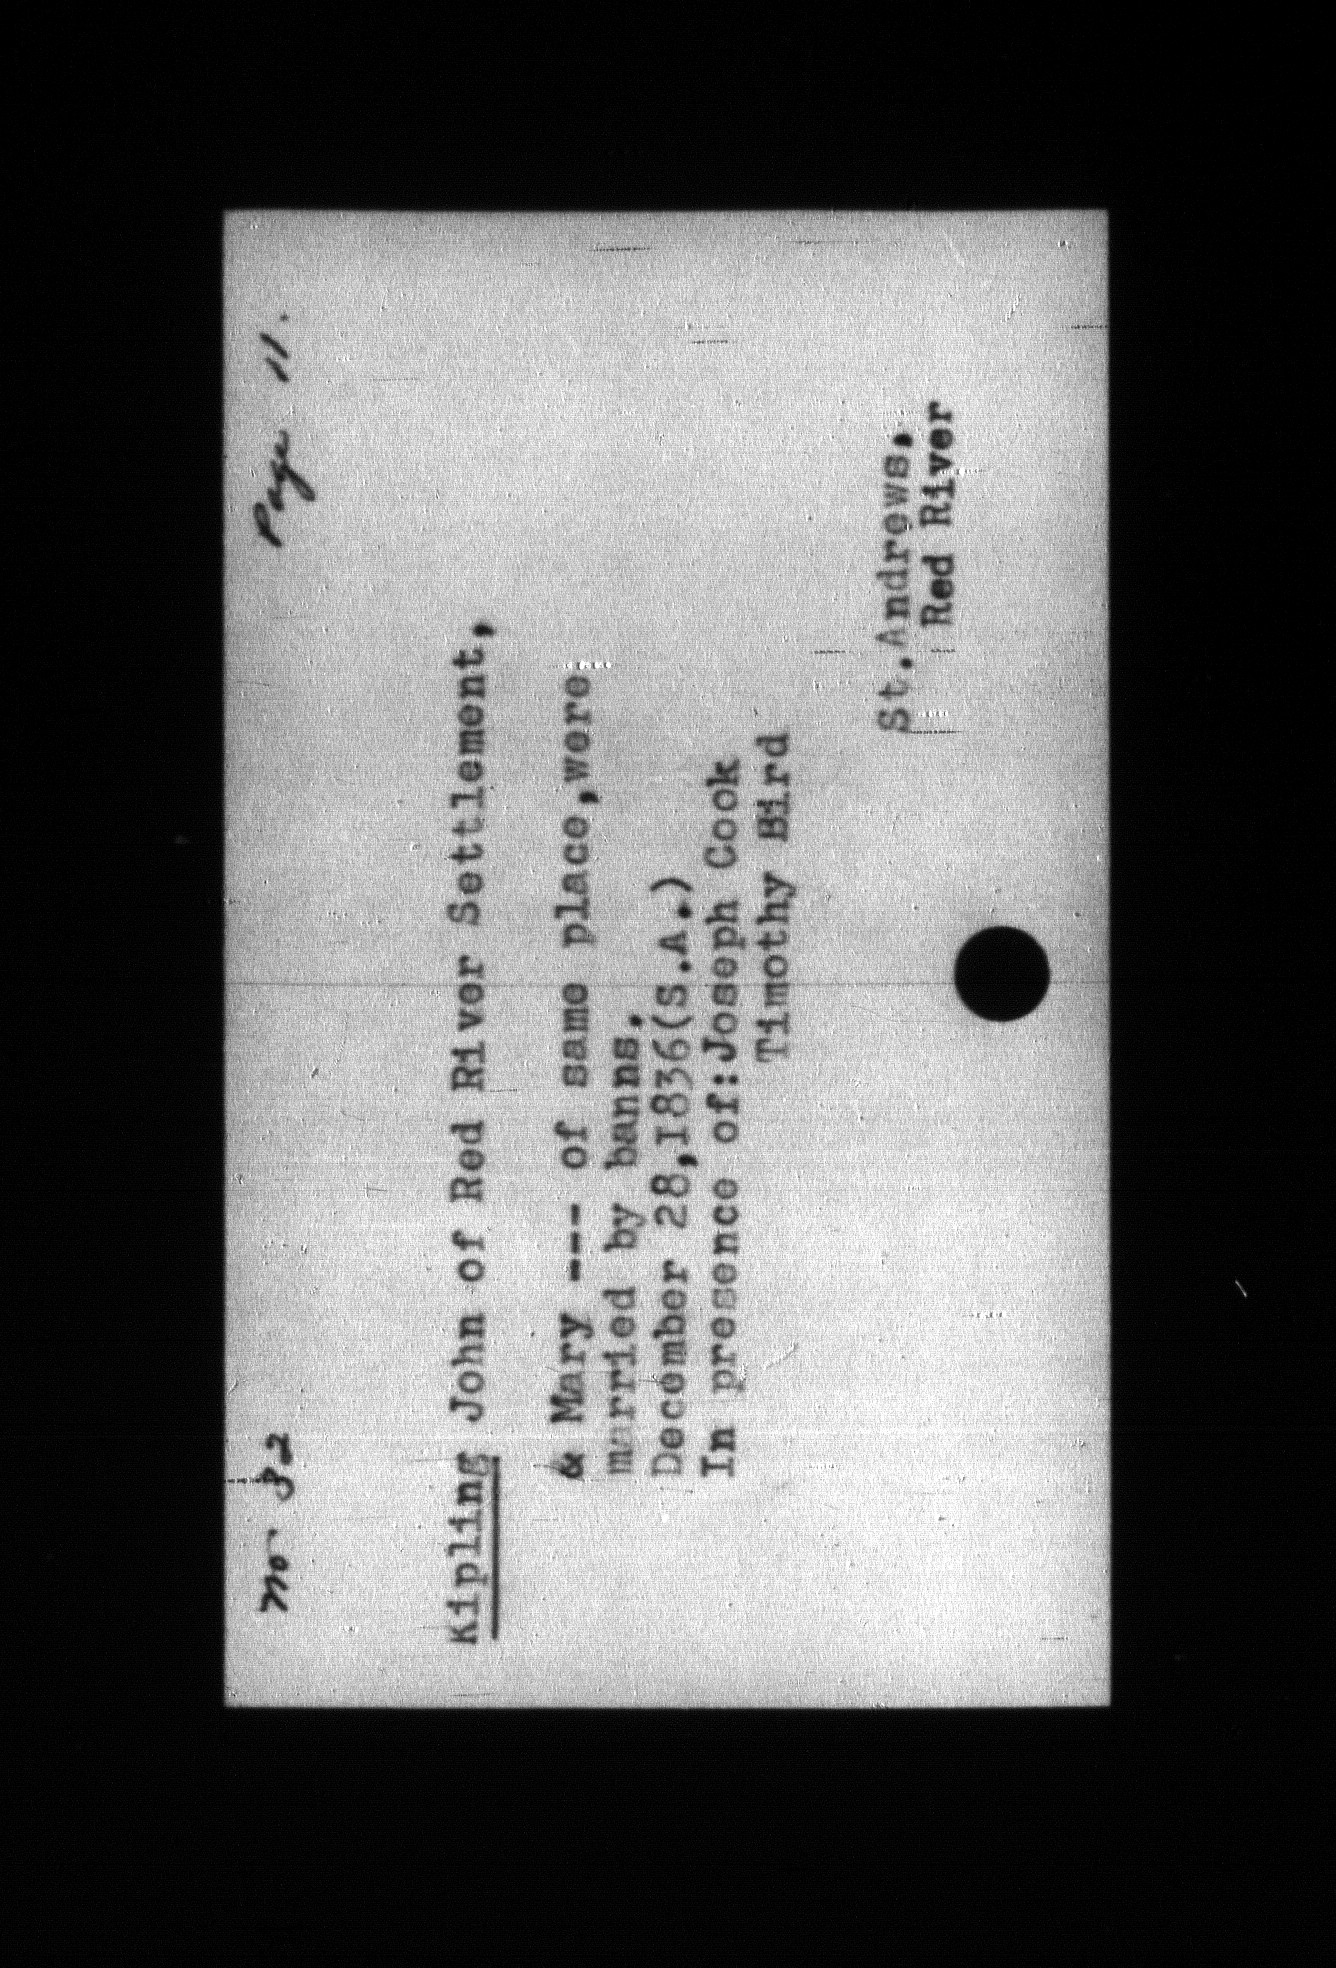 No. 32 Page 11.
Kipling John of Red River Settlement,
& Mary --- of same place,were
married by banns.
December 28,1836(S.A.)
In presence of:Joseph Cook
Timothy Bird
St.Andrews,
Red River